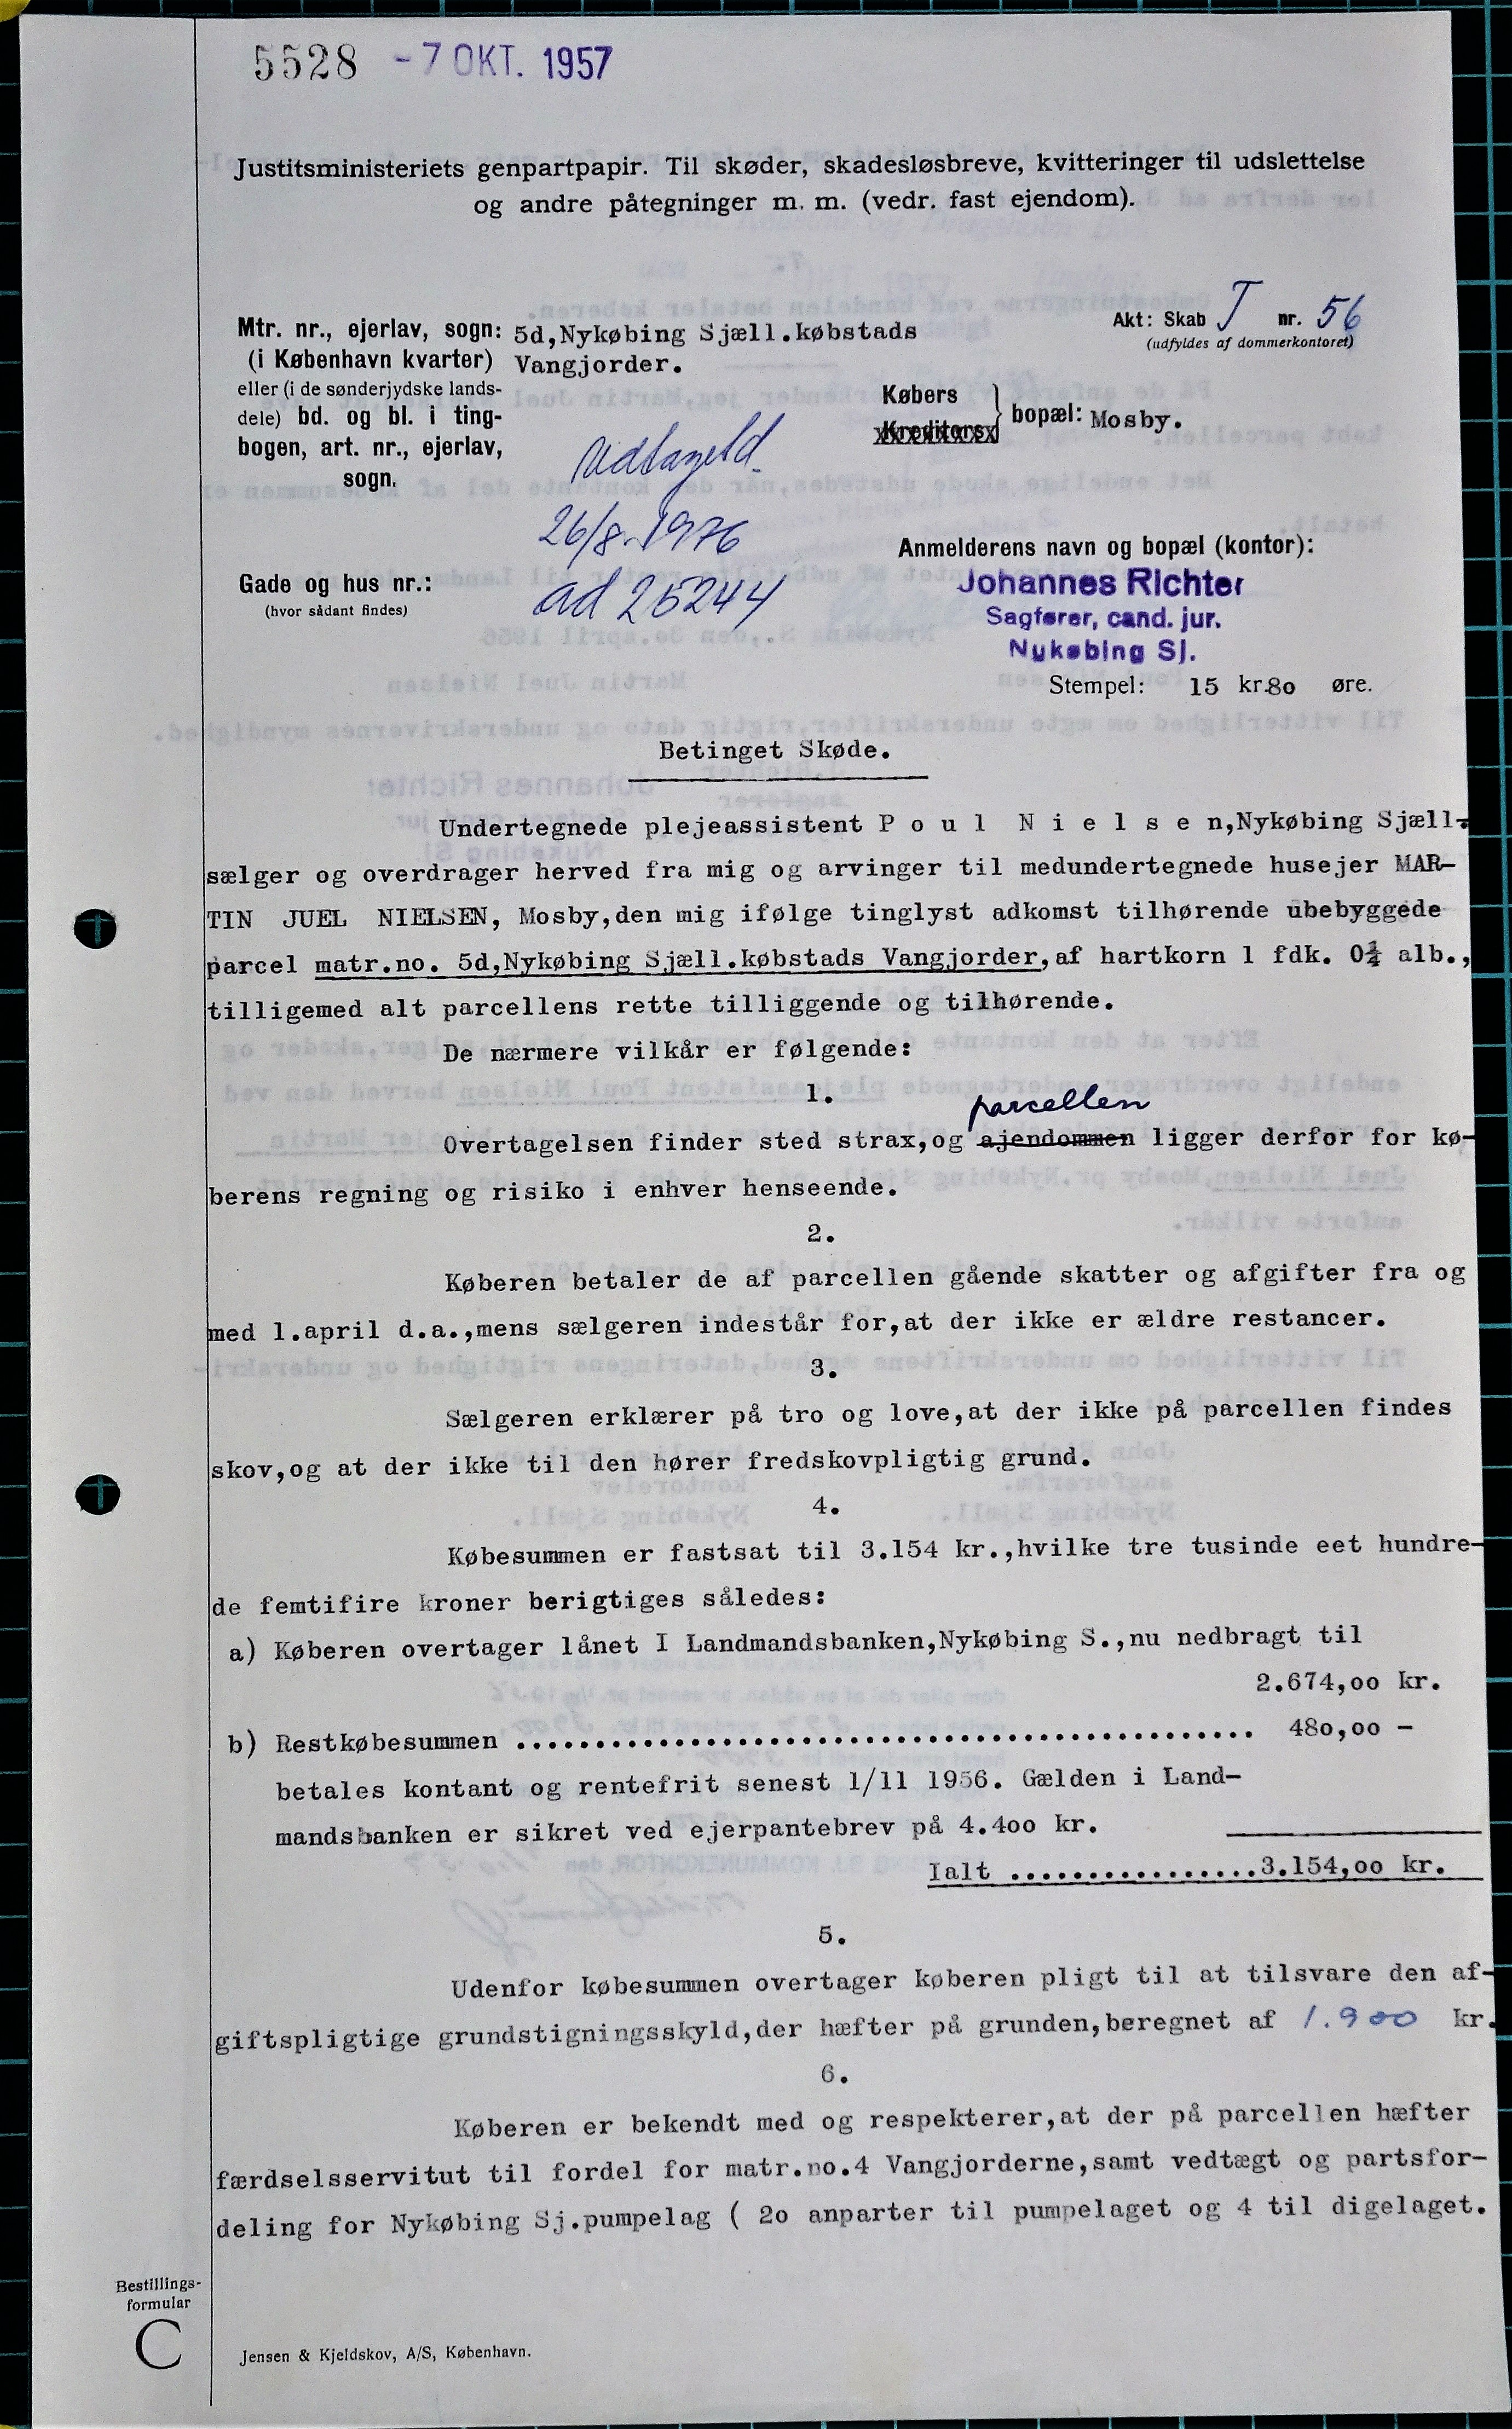 5528 - 7 OKT. 1957
Justitsministeriets genpartpapir. Til skøder, skadesløsbreve, kvitteringer til udslettelse
og andre påtegninger m. m. (vedr. fast ejendom).
Akt: Skab T nr. 56
(udfyldes af dommerkontoret)
Mtr. nr., ejerlav, sogn: 5d,Nykøbing Sjæll.købstads
(i København kvarter) Vangjorder.
eller (i de sønderjydske lands-
dele) bd. og bl. i ting-
bogen, art. nr., ejerlav,
sogn.
Købers
Kreditors
bopæl: Mosby.
26/8.1976
ad 25244
Gade og hus nr.:
(hvor sådant findes)
Anmelderens navn og bopæl (kontor):
Johannes Richter
Sagfører, cand. jur.
Nykøbing Sj.
Stempel: 15 kr.80 øre.
Betinget Skøde.
Undertegnede plejeassistent P o u l N i e l s e n,Nykøbing Sjæll.
sælger og overdrager herved fra mig og arvinger til medundertegnede husejer MAR-
TIN JUEL NIELSEN, Mosby,den mig ifølge tinglyst adkomst tilhørende ubebyggede
parcel matr.no. 5d,Nykøbing Sjæll.købstads Vangjorder,af hartkorn 1 fdk. 0¼ alb.,
tilligemed alt parcellens rette tilliggende og tilhørende.
De nærmere vilkår er følgende:
1.
parcellen
Overtagelsen finder sted strax,og ajendommen ligger derfor for kø-
berens regning og risiko i enhver henseende.
2.
Køberen betaler de af parcellen gående skatter og afgifter fra og
med 1.april d.a.,mens sælgeren indestår for,at der ikke er ældre restancer.
3.
Sælgeren erklærer på tro og love,at der ikke på parcellen findes
skov,og at der ikke til den hører fredskovpligtig grund.
4.
Købesummen er fastsat til 3.154 kr.,hvilke tre tusinde eet hundre-
de femtifire kroner berigtiges således:
a) Køberen overtager lånet I Landmandsbanken,Nykøbing S.,nu nedbragt til
2.674,oo kr.
b) Restkøbesummen ............................................... 48o,oo -
betales kontant og rentefrit senest 1/11 1956. Gælden i Land-
mandsbanken er sikret ved ejerpantebrev på 4.4oo kr.
Ialt ................3.154,oo kr.
5.
Udenfor købesummen overtager køberen pligt til at tilsvare den af-
giftspligtige grundstigningsskyld,der hæfter på grunden,beregnet af 1.900 kr.
6.
Køberen er bekendt med og respekterer,at der på parcellen hæfter
færdselsservitut til fordel for matr.no.4 Vangjorderne,samt vedtægt og partsfor-
deling for Nykøbing Sj.pumpelag ( 2o anparter til pumpelaget og 4 til digelaget.
Bestillings-
formular
C
Jensen & Kjeldskov, A/S, København.